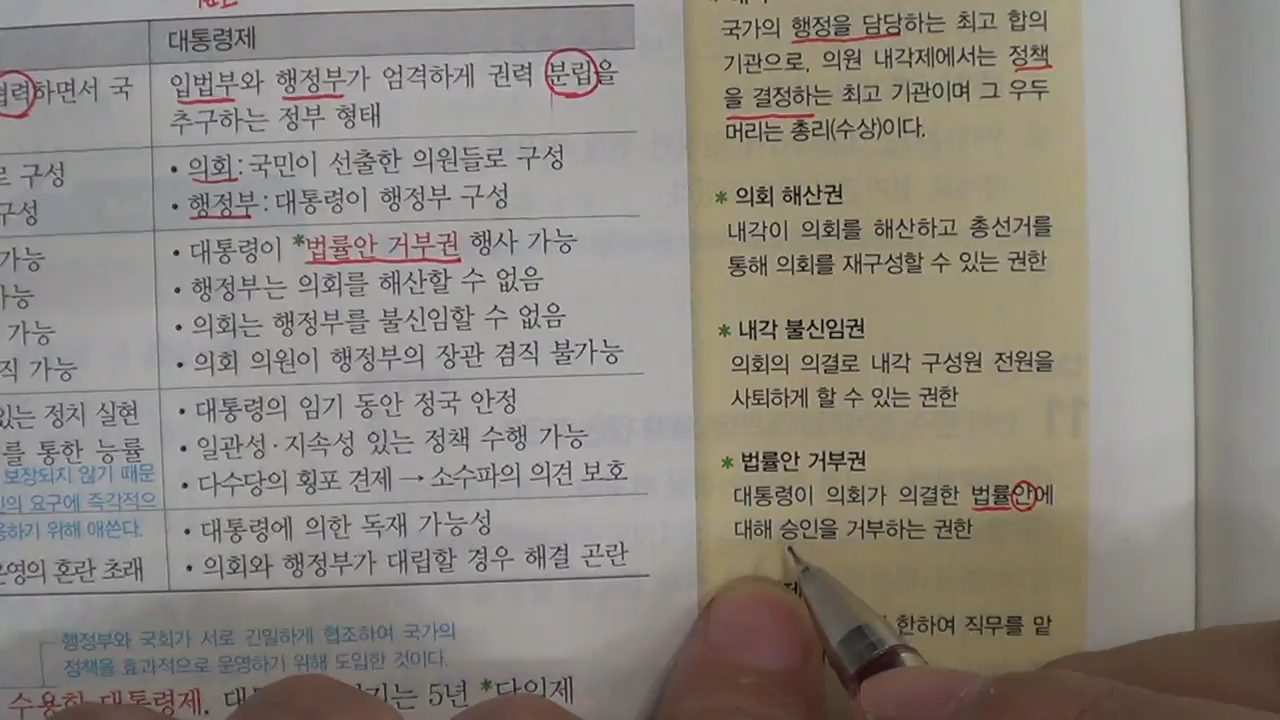 대통령제
협력하면서 국
입법부와 행정부가 엄격하게 권력 분립을
추구하는 정부 형태
로 구성
구성
• 의회: 국민이 선출한 의원들로 구성
• 행정부: 대통령이 행정부 구성
가능
가능
가능
직 가능
• 대통령이 *법률안 거부권 행사 가능
• 행정부는 의회를 해산할 수 없음
• 의회는 행정부를 불신임할 수 없음
• 의회 의원이 행정부의 장관 겸직 불가능
있는 정치 실현
를 통한 능률
보장되지 않기 때문
의 요구에 즉각적으
하기 위해 애쓴다.
• 대통령의 임기 동안 정국 안정
• 일관성·지속성 있는 정책 수행 가능
• 다수당의 횡포 견제 → 소수파의 의견 보호
운영의 혼란 초래
• 대통령에 의한 독재 가능성
• 의회와 행정부가 대립할 경우 해결 곤란
행정부와 국회가 서로 긴밀하게 협조하여 국가의
정책을 효과적으로 운영하기 위해 도입한 것이다.
수용한 대통령제. 대 기는 5년 *단임제
국가의 행정을 담당하는 최고 합의
기관으로, 의원 내각제에서는 정책
을 결정하는 최고 기관이며 그 우두
머리는 총리(수상)이다.
* 의회 해산권
내각이 의회를 해산하고 총선거를
통해 의회를 재구성할 수 있는 권한
* 내각 불신임권
의회의 의결로 내각 구성원 전원을
사퇴하게 할 수 있는 권한
* 법률안 거부권
대통령이 의회가 의결한 법률안에
대해 승인을 거부하는 권한
한하여 직무를 맡
11